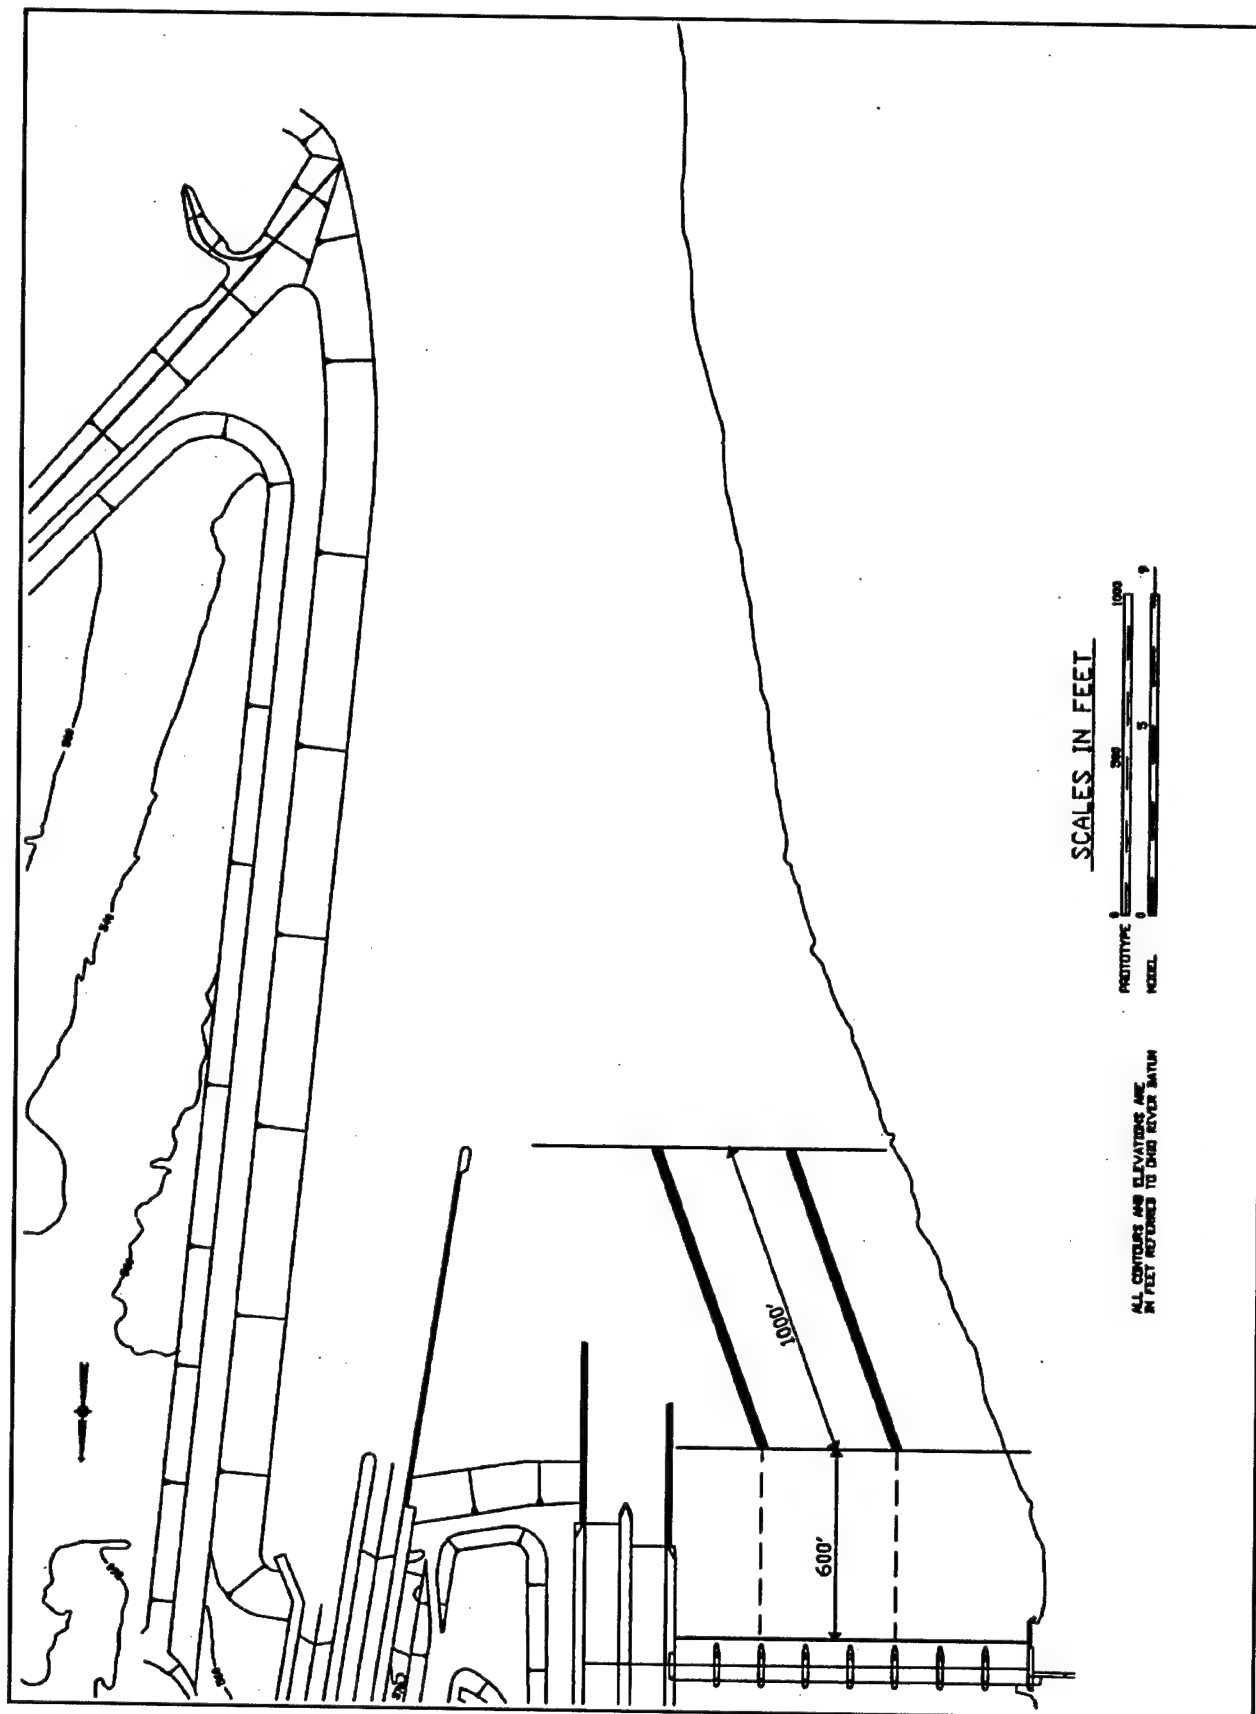 SCALES IN FEET
PROTOTYPE 0 500 1000
MODEL 0 5 9
ALL CONTOURS AND ELEVATIONS ARE
IN FEET REFERRED TO OHIO RIVER DATUM
1000'
600'